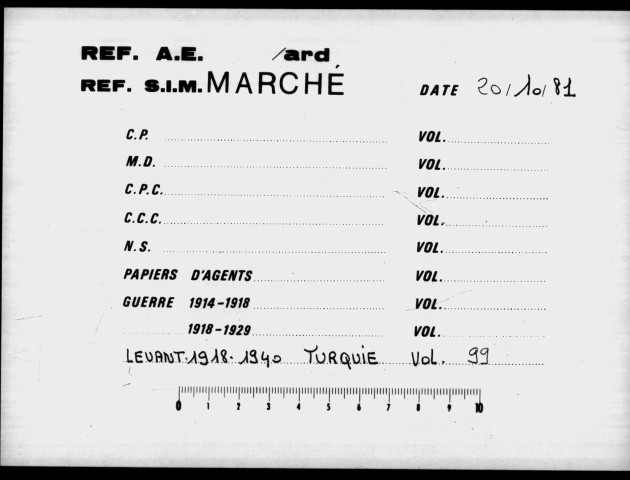 REF. A.E. /ard
REF. S.I.M. MARCHÉ DATE 20/10/81
C.P. VOL.
M.D. VOL.
C.P.C. VOL.
C.C.C. VOL.
N.S. VOL.
PAPIERS D'AGENTS VOL.
GUERRE 1914-1918 VOL.
1918-1929 VOL.
LEVANT.1918-1940 TURQUIE Vol. 99
0 1 2 3 4 5 6 7 8 9 10